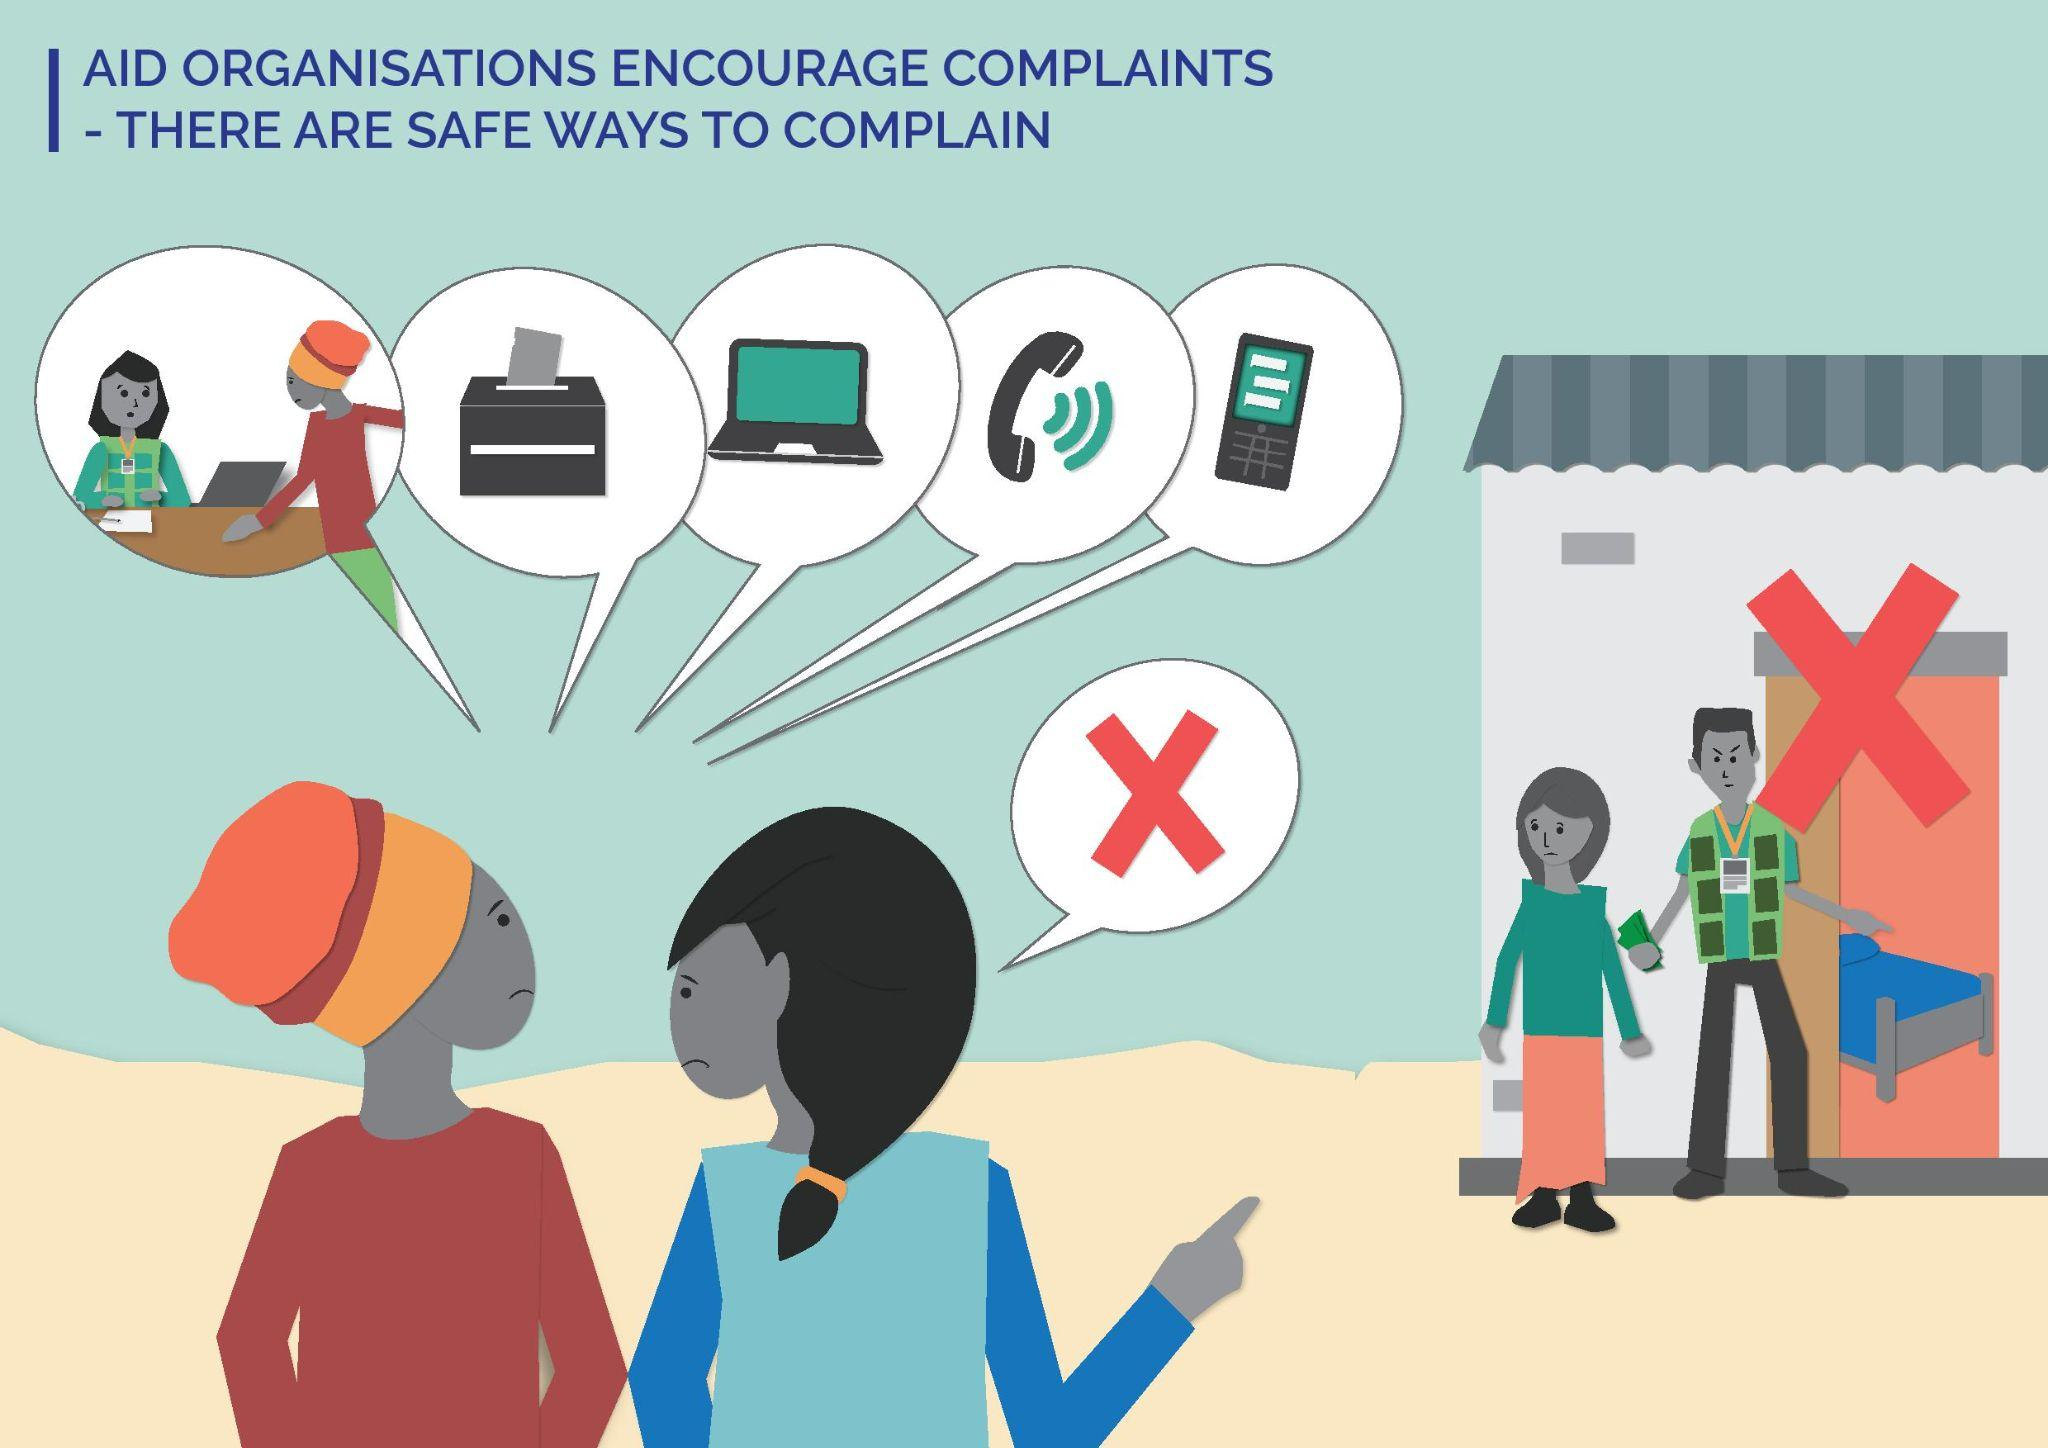 AID ORGANISATIONS ENCOURAGE COMPLAINTS
- THERE ARE SAFE WAYS TO COMPLAIN